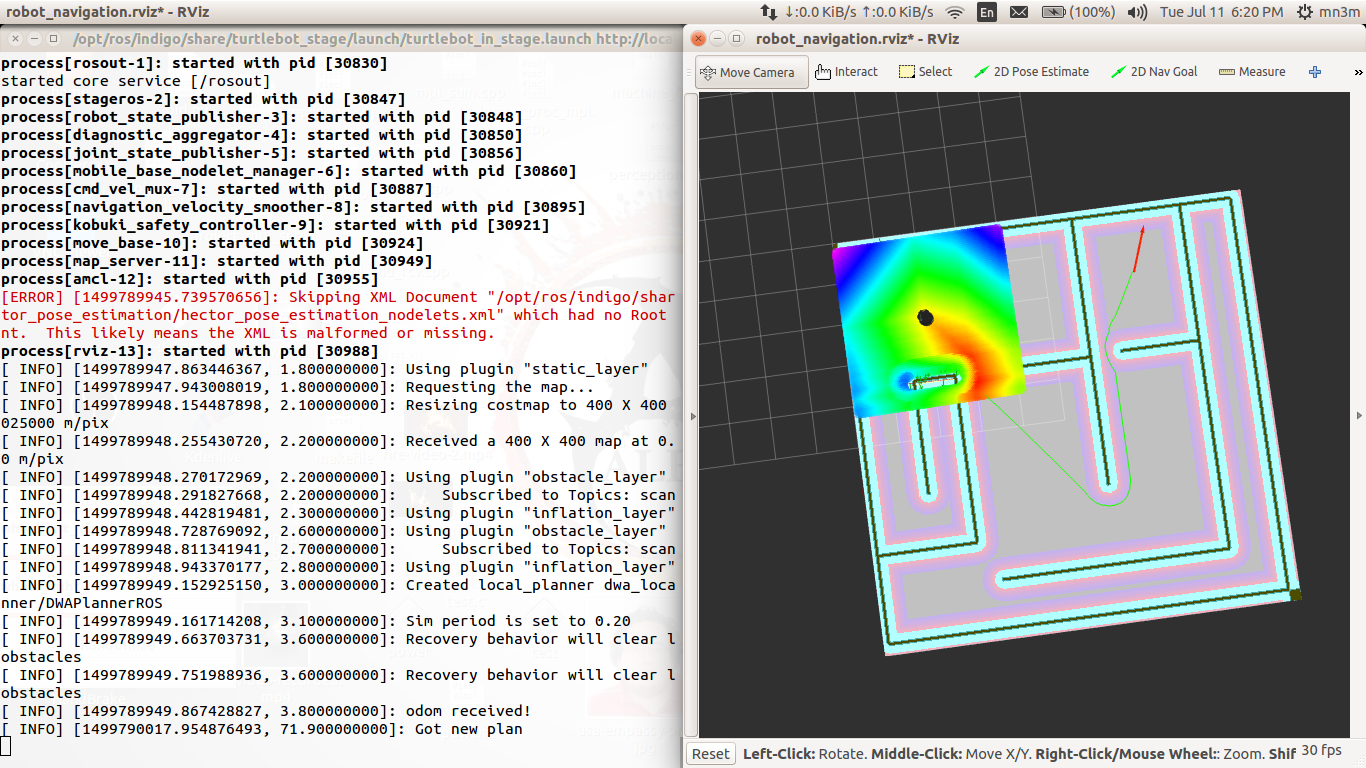 robot_navigation.rviz* - RViz
↓:0.0 KiB/s ↑:0.0 KiB/s En (100%) Tue Jul 11 6:20 PM mn3m
/opt/ros/indigo/share/turtlebot_stage/launch/turtlebot_in_stage.launch http://loca
process[rosout-1]: started with pid [30830]
started core service [/rosout]
process[stageros-2]: started with pid [30847]
process[robot_state_publisher-3]: started with pid [30848]
process[diagnostic_aggregator-4]: started with pid [30850]
process[joint_state_publisher-5]: started with pid [30856]
process[mobile_base_nodelet_manager-6]: started with pid [30860]
process[cmd_vel_mux-7]: started with pid [30887]
process[navigation_velocity_smoother-8]: started with pid [30895]
process[kobuki_safety_controller-9]: started with pid [30921]
process[move_base-10]: started with pid [30924]
process[map_server-11]: started with pid [30949]
process[amcl-12]: started with pid [30955]
[ERROR] [1499789945.739570656]: Skipping XML Document "/opt/ros/indigo/shar
tor_pose_estimation/hector_pose_estimation_nodelets.xml" which had no Root
nt.  This likely means the XML is malformed or missing.
process[rviz-13]: started with pid [30988]
[ INFO] [1499789947.863446367, 1.800000000]: Using plugin "static_layer"
[ INFO] [1499789947.943008019, 1.800000000]: Requesting the map...
[ INFO] [1499789948.154487898, 2.100000000]: Resizing costmap to 400 X 400
025000 m/pix
[ INFO] [1499789948.255430720, 2.200000000]: Received a 400 X 400 map at 0.
0 m/pix
[ INFO] [1499789948.270172969, 2.200000000]: Using plugin "obstacle_layer"
[ INFO] [1499789948.291827668, 2.200000000]:     Subscribed to Topics: scan
[ INFO] [1499789948.442819481, 2.300000000]: Using plugin "inflation_layer"
[ INFO] [1499789948.728769092, 2.600000000]: Using plugin "obstacle_layer"
[ INFO] [1499789948.811341941, 2.700000000]:     Subscribed to Topics: scan
[ INFO] [1499789948.943370177, 2.800000000]: Using plugin "inflation_layer"
[ INFO] [1499789949.152925150, 3.000000000]: Created local_planner dwa_loca
nner/DWAPlannerROS
[ INFO] [1499789949.161714208, 3.100000000]: Sim period is set to 0.20
[ INFO] [1499789949.663703731, 3.600000000]: Recovery behavior will clear l
obstacles
[ INFO] [1499789949.751988936, 3.600000000]: Recovery behavior will clear l
obstacles
[ INFO] [1499789949.867428827, 3.800000000]: odom received!
[ INFO] [1499790017.954876493, 71.900000000]: Got new plan
robot_navigation.rviz* - RViz
Move Camera Interact Select 2D Pose Estimate 2D Nav Goal Measure »
Reset Left-Click: Rotate. Middle-Click: Move X/Y. Right-Click/Mouse Wheel:: Zoom. Shif 30 fps